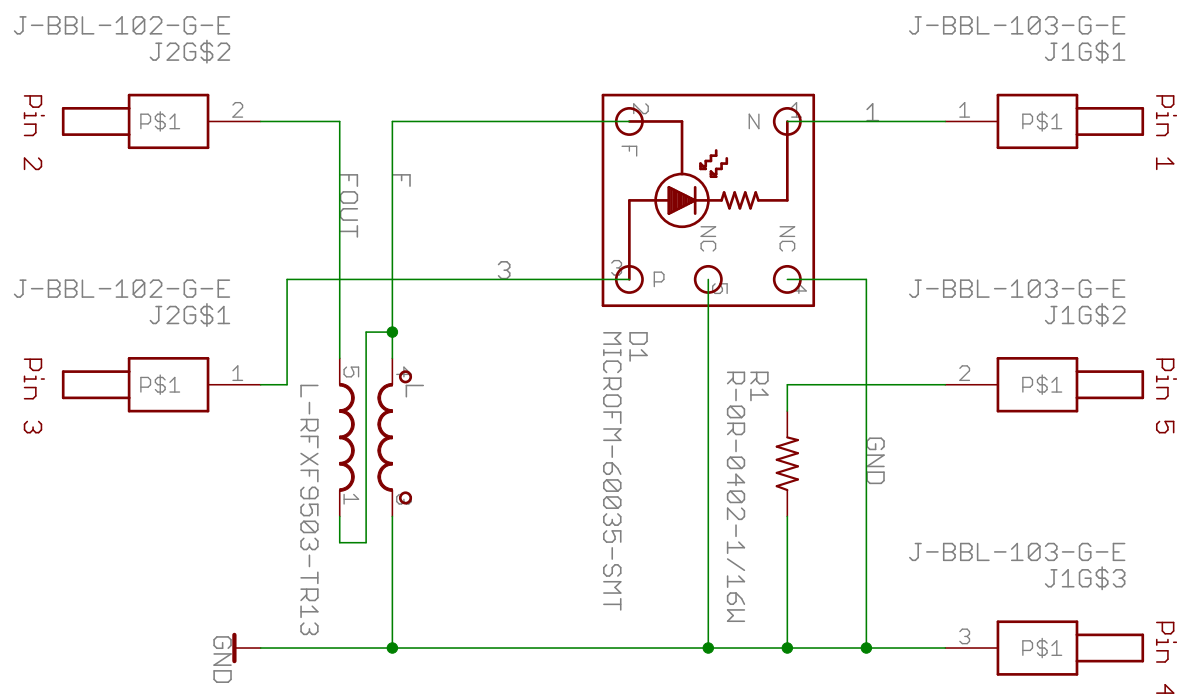 J-BBL-102-G-E
J2G$2
J-BBL-103-G-E
J1G$1
Pin 2
P$1
2
2
F
N
1
1
1
P$1
Pin 1
FOUT
F
NC
NC
J-BBL-102-G-E
J2G$1
3
3
P
5
4
J-BBL-103-G-E
J1G$2
Pin 3
P$1
1
5
4
L
L-RFXF9503-TR13
1
D1
MICROFM-60035-SMT
R1
R-0R-0402-1/16W
2
P$1
Pin 5
GND
J-BBL-103-G-E
J1G$3
GND
3
P$1
Pin 4